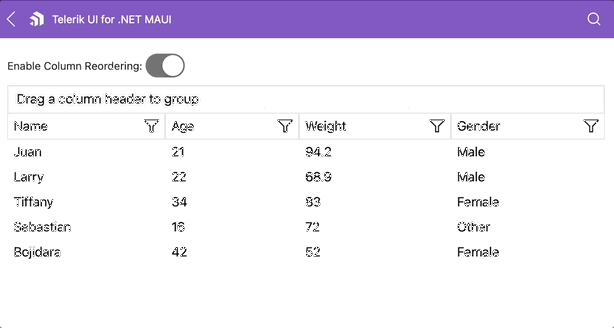 Telerik UI for .NET MAUI
Enable Column Reordering:
Drag a column header to group
Name Age Weight Gender
Juan 21 94.2 Male
Larry 22 68.9 Male
Tiffany 34 83 Female
Sebastian 16 72 Other
Bojidara 42 52 Female